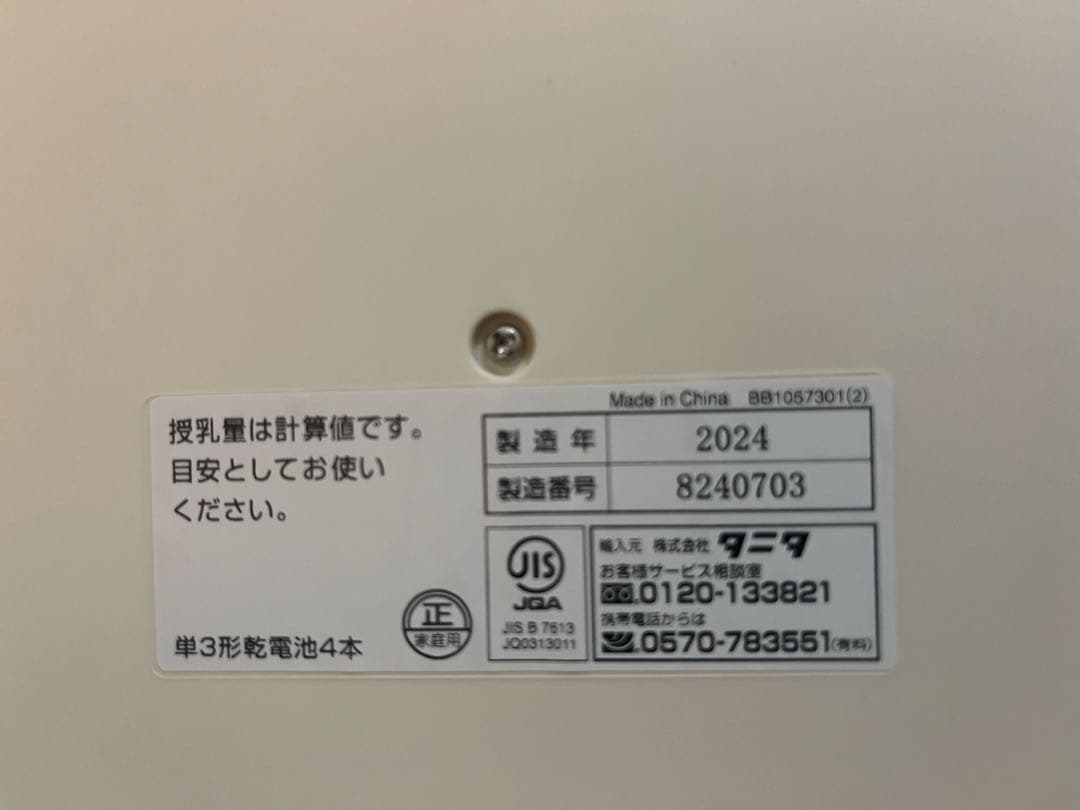 Made in China BB1057301(2)
授乳量は計算値です。
目安としてお使い
ください。
単3形乾電池4本
正
家庭用
製造年 2024
製造番号 8240703
JIS
JQA
JIS B 7613
JQ0313011
輸入元 株式会社 タニタ
お客様サービス相談室
0120-133821
携帯電話からは
0570-783551(有料)